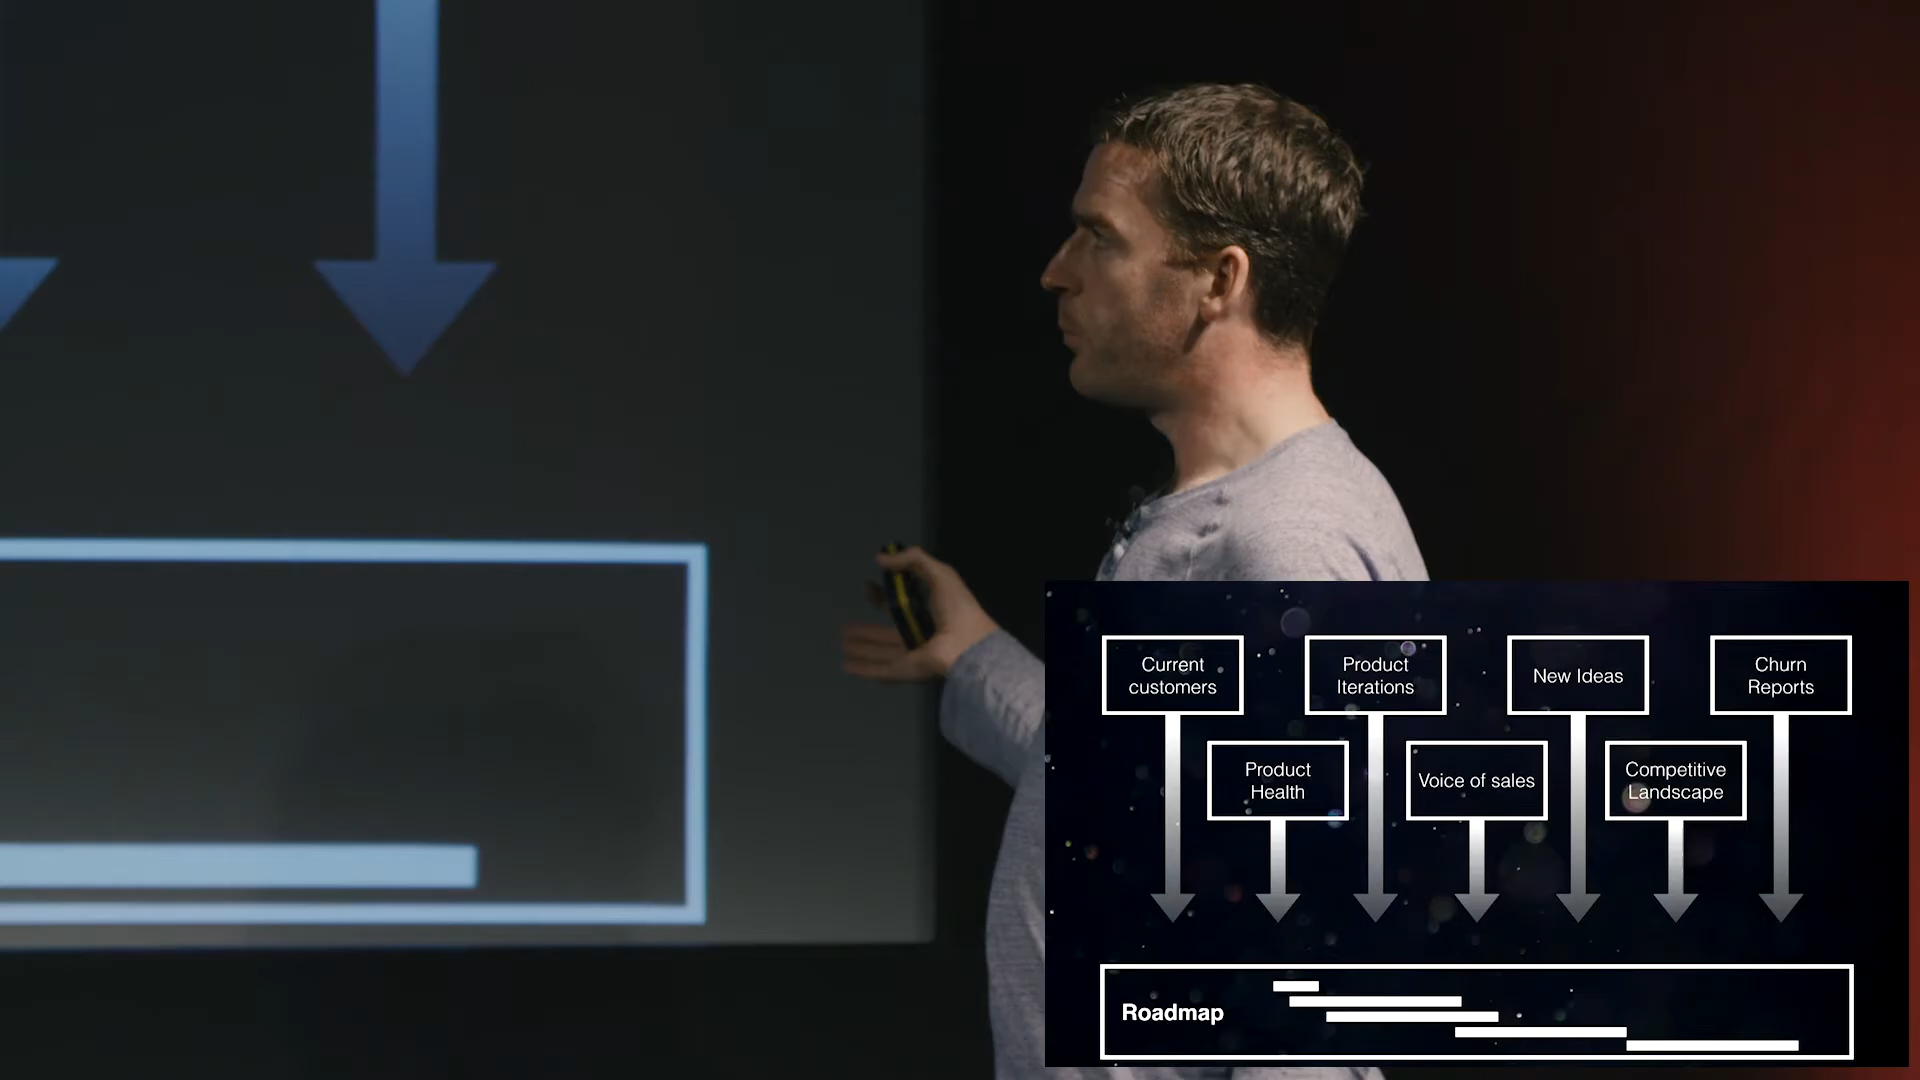 Current
customers
Product
Iterations
New Ideas
Churn
Reports
Product
Health
Voice of sales
Competitive
Landscape
Roadmap